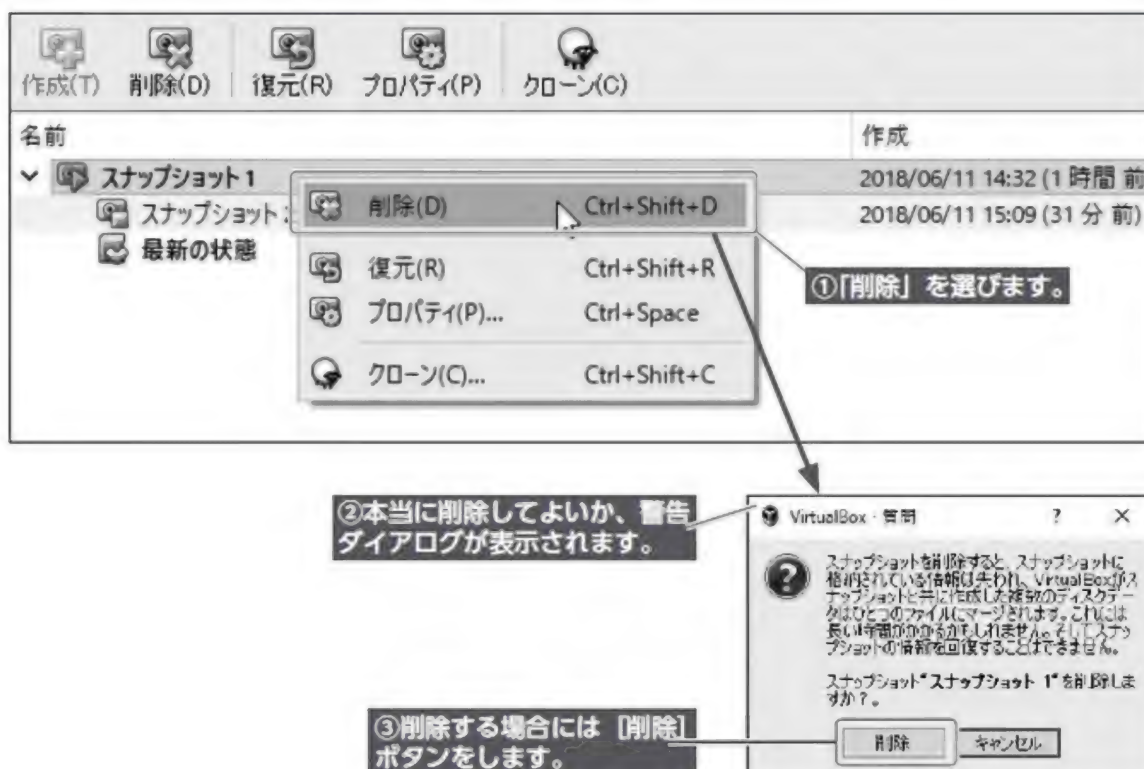 作成(T) 削除(D) 復元(R) プロパティ(P) クローン(C)
名前 作成
スナップショット 1 2018/06/11 14:32 (1 時間 前
スナップショット 2018/06/11 15:09 (31 分 前)
最新の状態
削除(D) Ctrl+Shift+D
復元(R) Ctrl+Shift+R
プロパティ(P)... Ctrl+Space
クローン(C)... Ctrl+Shift+C
①「削除」を選びます。
②本当に削除してよいか、警告
ダイアログが表示されます。
VirtualBox - 質問 ? ×
スナップショットを削除すると、スナップショットに
格納されている情報は失われ、VirtualBoxがス
ナップショットと共に作成した複数のディスクデー
タはひとつのファイルにマージされます。これには
長い時間がかかるかもしれません。そしてスナッ
プショットの情報を回復することはできません。
スナップショット"スナップショット 1"を削除しま
すか？。
③削除する場合には［削除］
ボタンをします。
削除 キャンセル